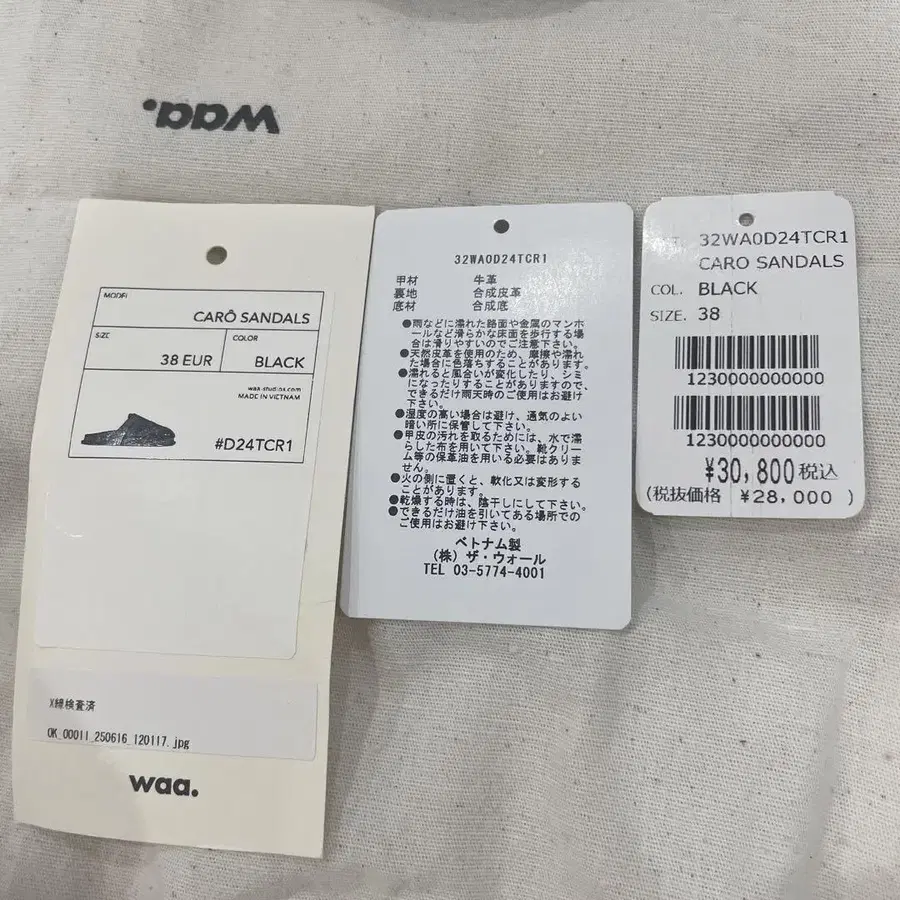 waa.
MODEL
CARÔ SANDALS
SIZE
38 EUR
COLOR
BLACK
waa-studios.com
MADE IN VIETNAM
#D24TCR1
X線検査済
OK_00011_250616_120117.jpg
waa.
32WA0D24TCR1
甲材 牛革
裏地 合成皮革
底材 合成底
●雨などに濡れた路面や金属のマンホ
ールなど滑らかな床面を歩行する場
合は滑りやすいのでご注意下さい。
●天然皮革を使用のため、摩擦や濡れ
た場合に色落ちすることがあります。
●濡れると風合いが変化したり、シミ
になったりすることがありますので、
できるだけ雨天時のご使用はお避け
下さい。
●湿度の高い場合は避け、通気のよい
暗い所に保管して下さい。
●甲皮の汚れを取るためには、水で濡
らした布を用いて下さい。靴クリー
ム等の保革油を用いる必要はありま
せん。
●火の側に置くと、軟化又は変形する
ことがあります。
●乾燥する時は、陰干しにして下さい。
●できるだけ油を引いてある場所での
ご使用はお避け下さい。
ベトナム製
(株) ザ・ウォール
TEL 03-5774-4001
32WA0D24TCR1
CARO SANDALS
COL. BLACK
SIZE. 38
1230000000000
1230000000000
¥30,800税込
(税抜価格 ¥28,000 )